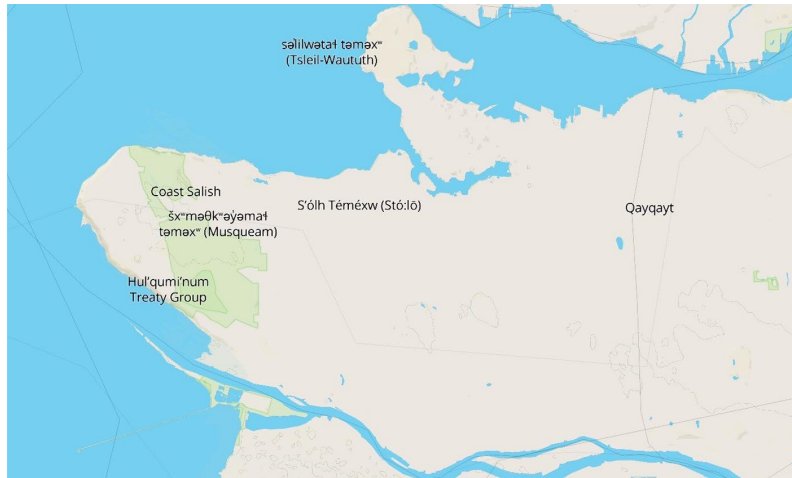 səl̓ilwətaɬ təməxʷ
(Tsleil-Waututh)
Coast Salish
S'ólh Téméxw (Stó:lō)
Qayqayt
šxʷməθkʷəy̓əmaɬ
təməxʷ (Musqueam)
Hul'qumi'num
Treaty Group